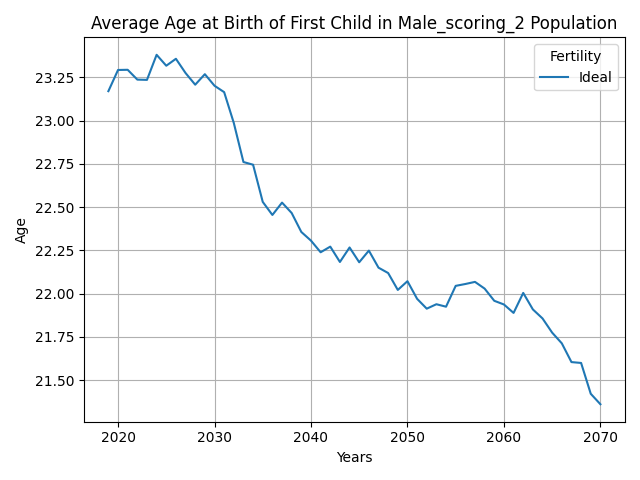 Average Age at Birth of First Child in Male_scoring_2 Population
Fertility
Ideal
Age
23.25
23.00
22.75
22.50
22.25
22.00
21.75
21.50
2020 2030 2040 2050 2060 2070
Years